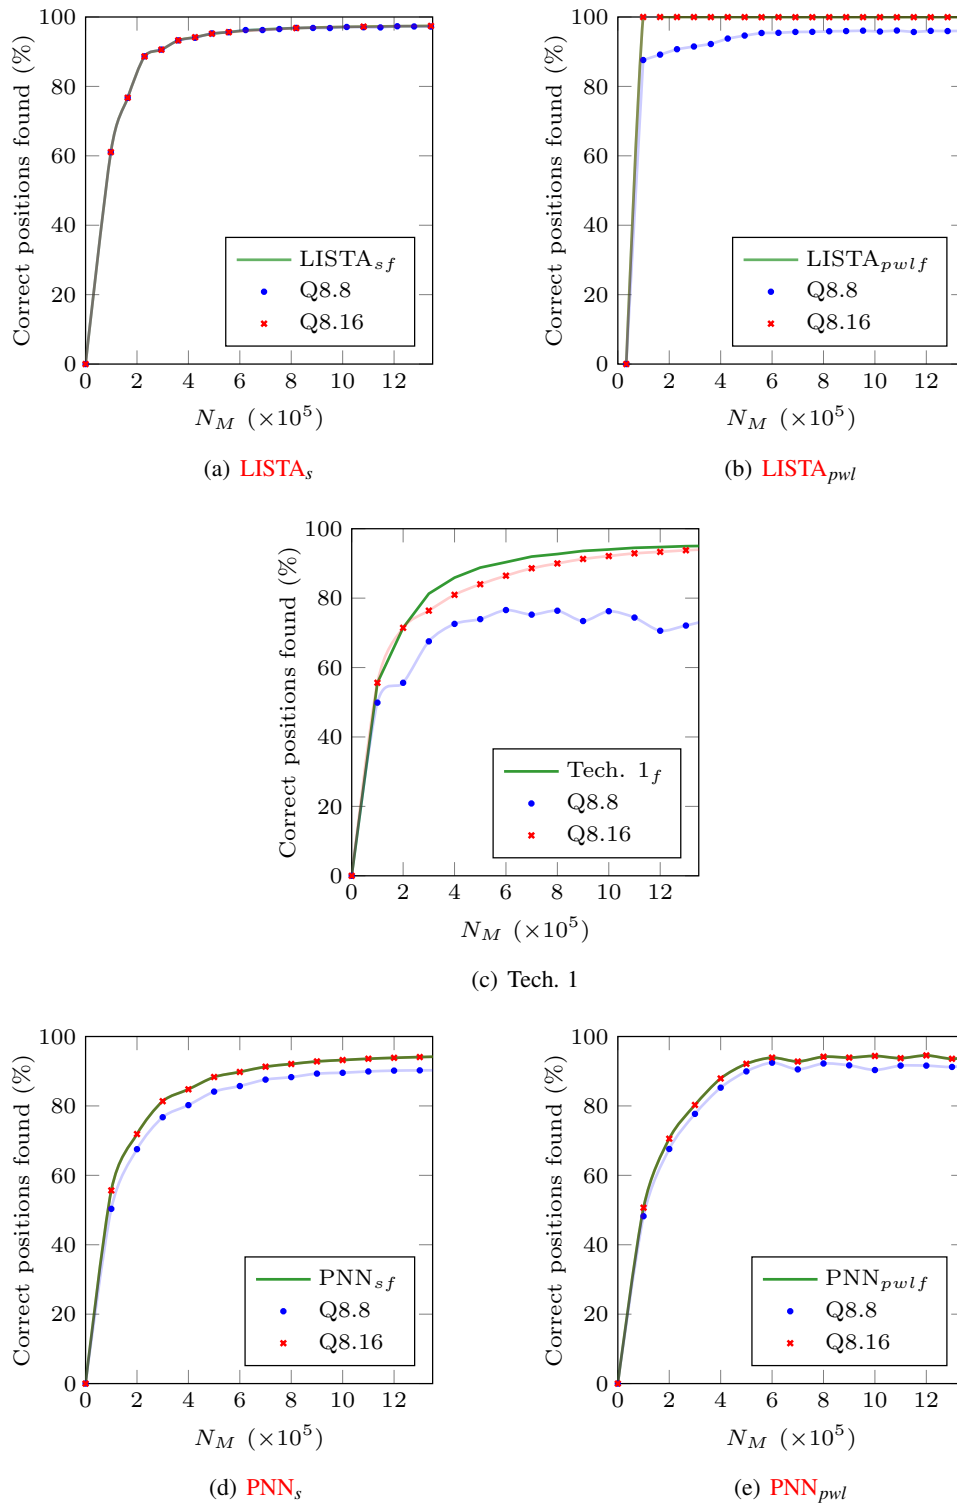 Correct positions found (%)
100
80
60
40
20
0
LISTA_sf
Q8.8
Q8.16
0 2 4 6 8 10 12
N_M (×10^5)
(a) LISTA_s
Correct positions found (%)
100
80
60
40
20
0
LISTA_pwlf
Q8.8
Q8.16
0 2 4 6 8 10 12
N_M (×10^5)
(b) LISTA_pwl
Correct positions found (%)
100
80
60
40
20
0
Tech. 1_f
Q8.8
Q8.16
0 2 4 6 8 10 12
N_M (×10^5)
(c) Tech. 1
Correct positions found (%)
100
80
60
40
20
0
PNN_sf
Q8.8
Q8.16
0 2 4 6 8 10 12
N_M (×10^5)
(d) PNN_s
Correct positions found (%)
100
80
60
40
20
0
PNN_pwlf
Q8.8
Q8.16
0 2 4 6 8 10 12
N_M (×10^5)
(e) PNN_pwl